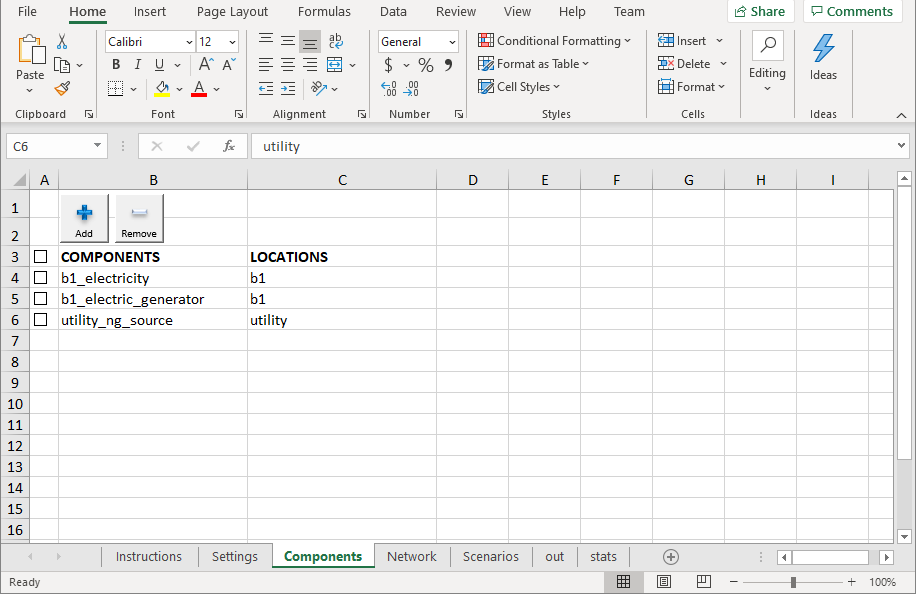 File Home Insert Page Layout Formulas Data Review View Help Team Share Comments
Calibri 12 ab c General Conditional Formatting Insert
Paste B I U A A $ % Format as Table Delete Editing Ideas
A .00 .00 Cell Styles Format
Clipboard Font Alignment Number Styles Cells Ideas
C6 fx utility
A B C D E F G H I
1
Add Remove
2
3 COMPONENTS LOCATIONS
4 b1_electricity b1
5 b1_electric_generator b1
6 utility_ng_source utility
7
8
9
10
11
12
13
14
15
16
Instructions Settings Components Network Scenarios out stats
Ready 100%